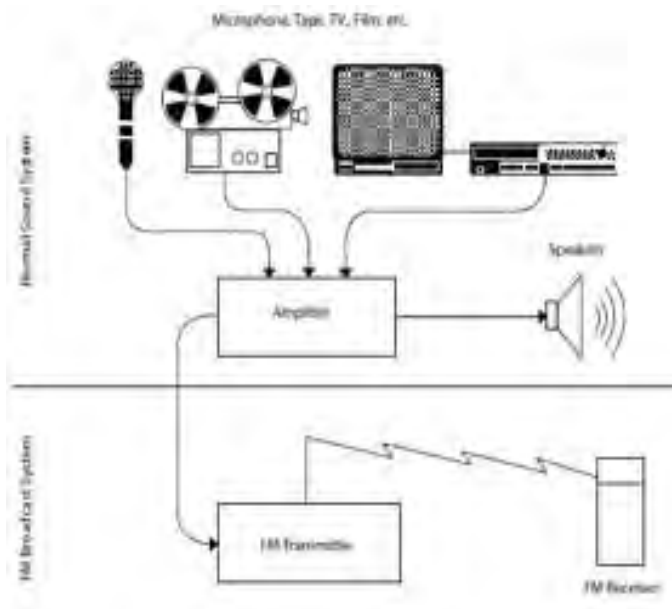 Microphone, Tape, TV, Film, etc.
Normal Sound System
Speakers
Amplifier
FM Broadcast System
FM Transmitter
FM Receiver